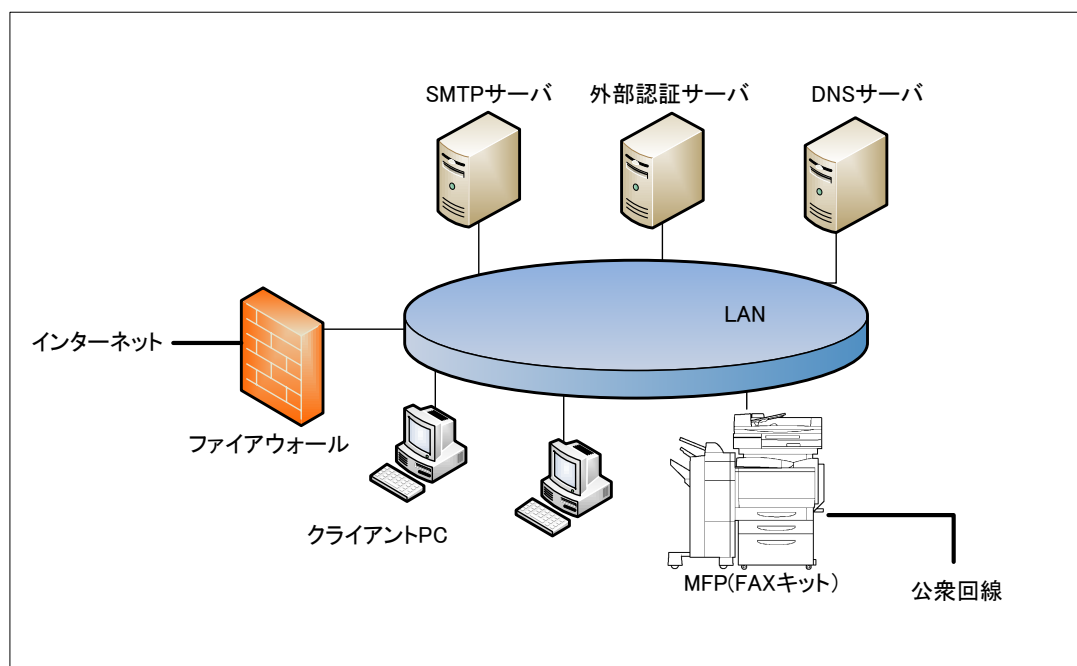 SMTPサーバ
外部認証サーバ
DNSサーバ
LAN
インターネット
ファイアウォール
クライアントPC
MFP(FAXキット)
公衆回線